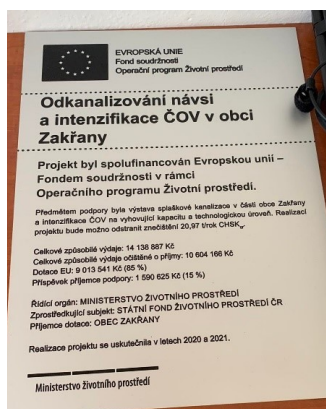 EVROPSKÁ UNIE
Fond soudržnosti
Operační program Životní prostředí
Odkanalizování návsi
a intenzifikace ČOV v obci
Zakřany
Projekt byl spolufinancován Evropskou unií –
Fondem soudržnosti v rámci
Operačního programu Životní prostředí.
Předmětem podpory byla výstava splaškové kanalizace v části obce Zakřany
a intenzifikace ČOV na vyhovující kapacitu a technologickou úroveň. Realizací
projektu bude možno odstranit znečištění 20,97 t/rok CHSK
Celkové způsobilé výdaje: 14 138 887 Kč
Celkové způsobilé výdaje očištěné o příjmy: 10 604 166 Kč
Dotace EU: 9 013 541 Kč (85 %)
Příspěvek příjemce podpory: 1 590 625 Kč (15 %)
Řídící orgán: MINISTERSTVO ŽIVOTNÍHO PROSTŘEDÍ
Zprostředkující subjekt: STÁTNÍ FOND ŽIVOTNÍHO PROSTŘEDÍ ČR
Příjemce dotace: OBEC ZAKŘANY
Realizace projektu se uskutečnila v letech 2020 a 2021.
Ministerstvo životního prostředí